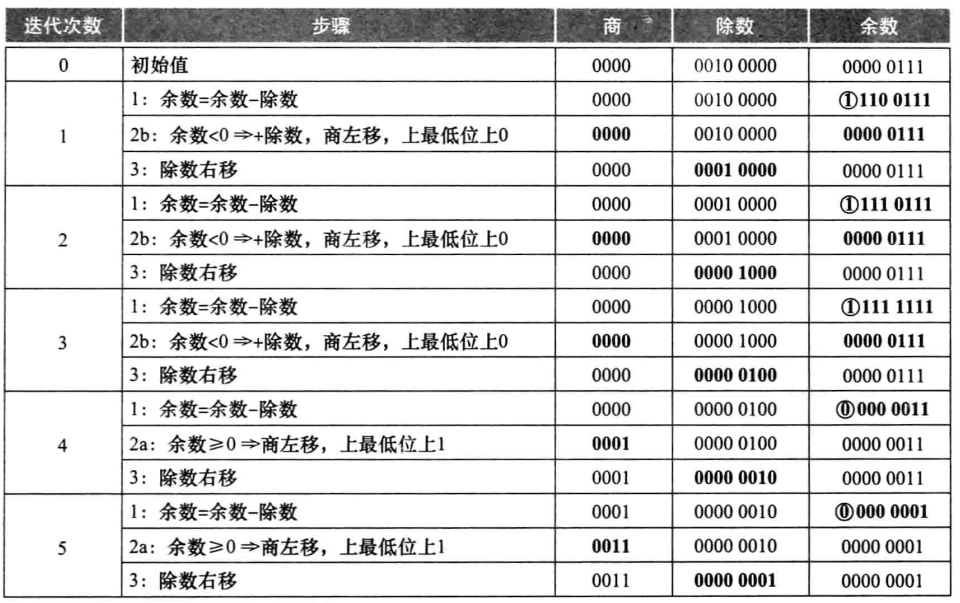 迭代次数 步骤 商 除数 余数
0 初始值 0000 0010 0000 0000 0111
1 1：余数=余数-除数 0000 0010 0000 ①110 0111
2b：余数<0 ⇒+除数，商左移，上最低位上0 0000 0010 0000 0000 0111
3：除数右移 0000 0001 0000 0000 0111
2 1：余数=余数-除数 0000 0001 0000 ①111 0111
2b：余数<0 ⇒+除数，商左移，上最低位上0 0000 0001 0000 0000 0111
3：除数右移 0000 0000 1000 0000 0111
3 1：余数=余数-除数 0000 0000 1000 ①111 1111
2b：余数<0 ⇒+除数，商左移，上最低位上0 0000 0000 1000 0000 0111
3：除数右移 0000 0000 0100 0000 0111
4 1：余数=余数-除数 0000 0000 0100 ⓪000 0011
2a：余数≥0 ⇒商左移，上最低位上1 0001 0000 0100 0000 0011
3：除数右移 0001 0000 0010 0000 0011
5 1：余数=余数-除数 0001 0000 0010 ⓪000 0001
2a：余数≥0 ⇒商左移，上最低位上1 0011 0000 0010 0000 0001
3：除数右移 0011 0000 0001 0000 0001